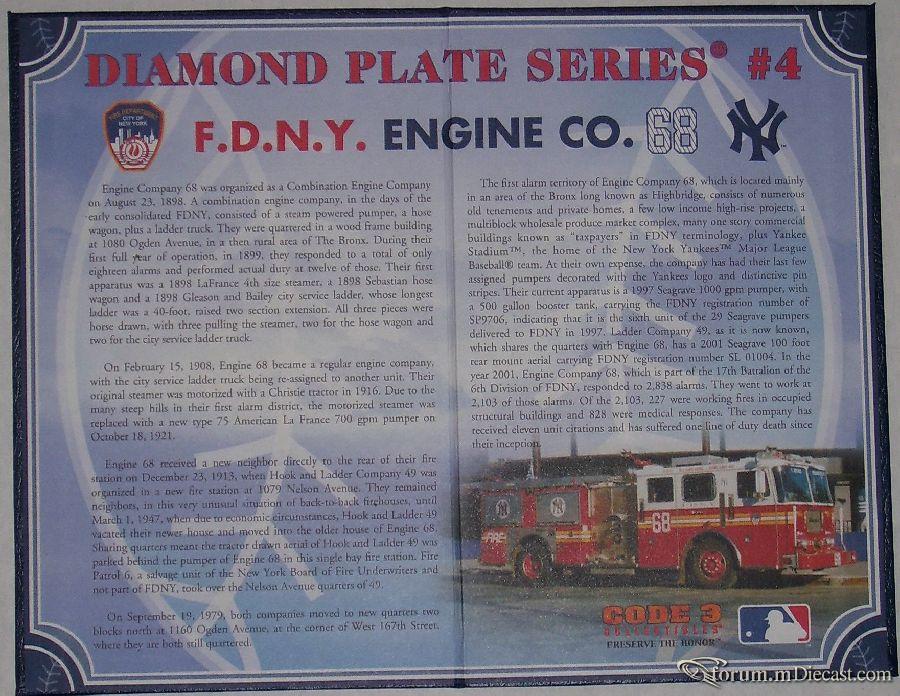 DIAMOND PLATE SERIES® #4
FIRE DEPARTMENT
CITY OF
NEW YORK
F.D.N.Y. ENGINE CO. 68
NY™
Engine Company 68 was organized as a Combination Engine Company
on August 23, 1898. A combination engine company, in the days of the
early consolidated FDNY, consisted of a steam powered pumper, a hose
wagon, plus a ladder truck. They were quartered in a wood frame building
at 1080 Ogden Avenue, in a then rural area of The Bronx. During their
first full year of operation, in 1899, they responded to a total of only
eighteen alarms and performed actual duty at twelve of those. Their first
apparatus was a 1898 LaFrance 4th size steamer, a 1898 Sebastian hose
wagon and a 1898 Gleason and Bailey city service ladder, whose longest
ladder was a 40-foot, raised two section extension. All three pieces were
horse drawn, with three pulling the steamer, two for the hose wagon and
two for the city service ladder truck.
On February 15, 1908, Engine 68 became a regular engine company,
with the city service ladder truck being re-assigned to another unit. Their
original steamer was motorized with a Christie tractor in 1916. Due to the
many steep hills in their first alarm district, the motorized steamer was
replaced with a new type 75 American La France 700 gpm pumper on
October 18, 1921.
Engine 68 received a new neighbor directly to the rear of their fire
station on December 23, 1913, when Hook and Ladder Company 49 was
organized in a new fire station at 1079 Nelson Avenue. They remained
neighbors, in this very unusual situation of back-to-back firehouses, until
March 1, 1947, when due to economic circumstances, Hook and Ladder 49
vacated their newer house and moved into the older house of Engine 68.
Sharing quarters meant the tractor drawn aerial of Hook and Ladder 49 was
parked behind the pumper of Engine 68 in this single bay fire station. Fire
Patrol 6, a salvage unit of the New York Board of Fire Underwriters and
not part of FDNY, took over the Nelson Avenue quarters of 49.
On September 19, 1979, both companies moved to new quarters two
blocks north at 1160 Ogden Avenue, at the corner of West 167th Street,
where they are both still quartered.
The first alarm territory of Engine Company 68, which is located mainly
in an area of the Bronx long known as Highbridge, consists of numerous
old tenements and private homes, a few low income high-rise projects, a
multiblock wholesale produce market complex, many one story commercial
buildings known as "taxpayers" in FDNY terminology, plus Yankee
Stadium™, the home of the New York Yankees™ Major League
Baseball® team. At their own expense, the company has had their last few
assigned pumpers decorated with the Yankees logo and distinctive pin
stripes. Their current apparatus is a 1997 Seagrave 1000 gpm pumper, with
a 500 gallon booster tank, carrying the FDNY registration number of
SP9706, indicating that it is the sixth unit of the 29 Seagrave pumpers
delivered to FDNY in 1997. Ladder Company 49, as it is now known,
which shares the quarters with Engine 68, has a 2001 Seagrave 100 foot
rear mount aerial carrying FDNY registration number SL 01004. In the
year 2001, Engine Company 68, which is part of the 17th Battalion of the
6th Division of FDNY, responded to 2,838 alarms. They went to work at
2,103 of those alarms. Of the 2,103, 227 were working fires in occupied
structural buildings and 828 were medical responses. The company has
received eleven unit citations and has suffered one line of duty death since
their inception.
FIRE
68
CODE 3
COLLECTIBLES
PRESERVE THE HONOR™
forum.mDiecast.com